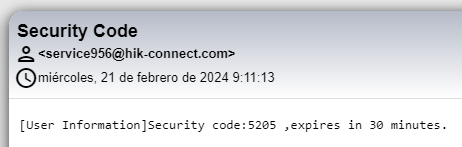 Security Code
<service956@hik-connect.com>
miércoles, 21 de febrero de 2024 9:11:13
[User Information]Security code:5205 ,expires in 30 minutes.